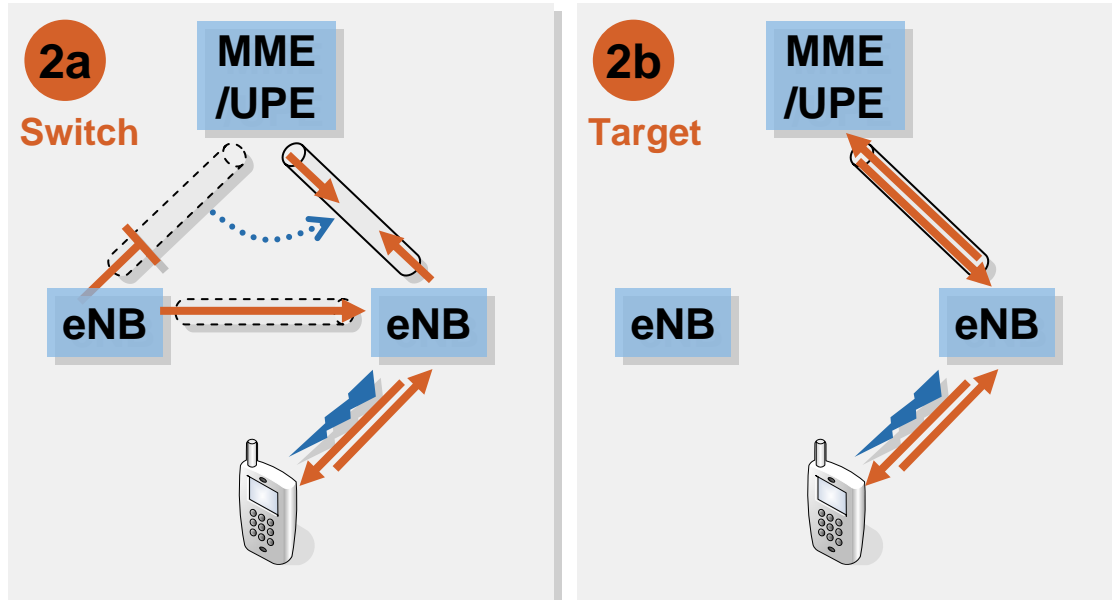 2a
MME
/UPE
Switch
eNB
eNB
2b
MME
/UPE
Target
eNB
eNB